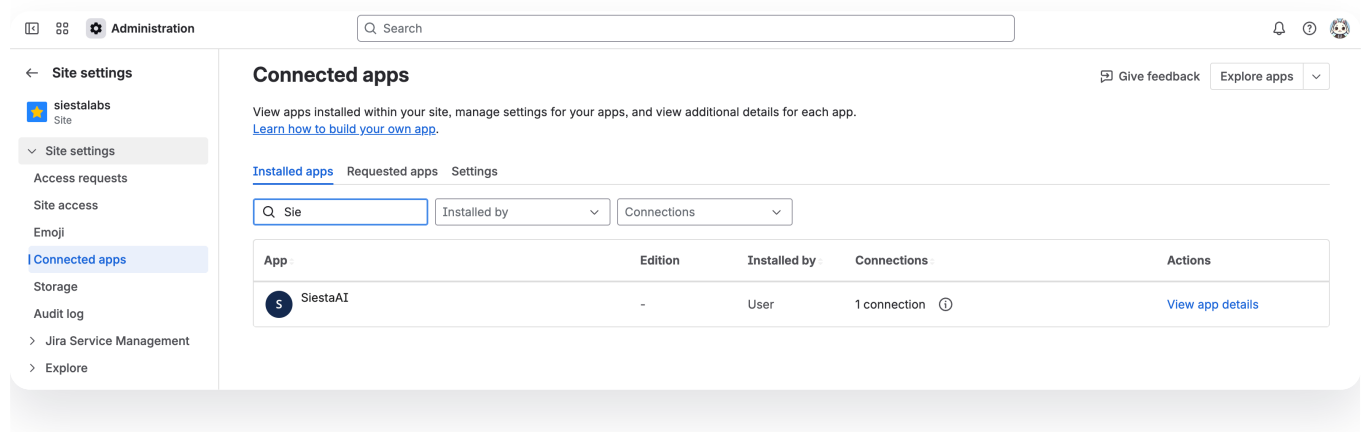 Administration
Search
Site settings
siestalabs
Site
Site settings
Access requests
Site access
Emoji
Connected apps
Storage
Audit log
Jira Service Management
Explore
Connected apps
Give feedback
Explore apps
View apps installed within your site, manage settings for your apps, and view additional details for each app.
Learn how to build your own app.
Installed apps Requested apps Settings
Sie
Installed by
Connections
App Edition Installed by Connections Actions
S SiestaAI - User 1 connection View app details